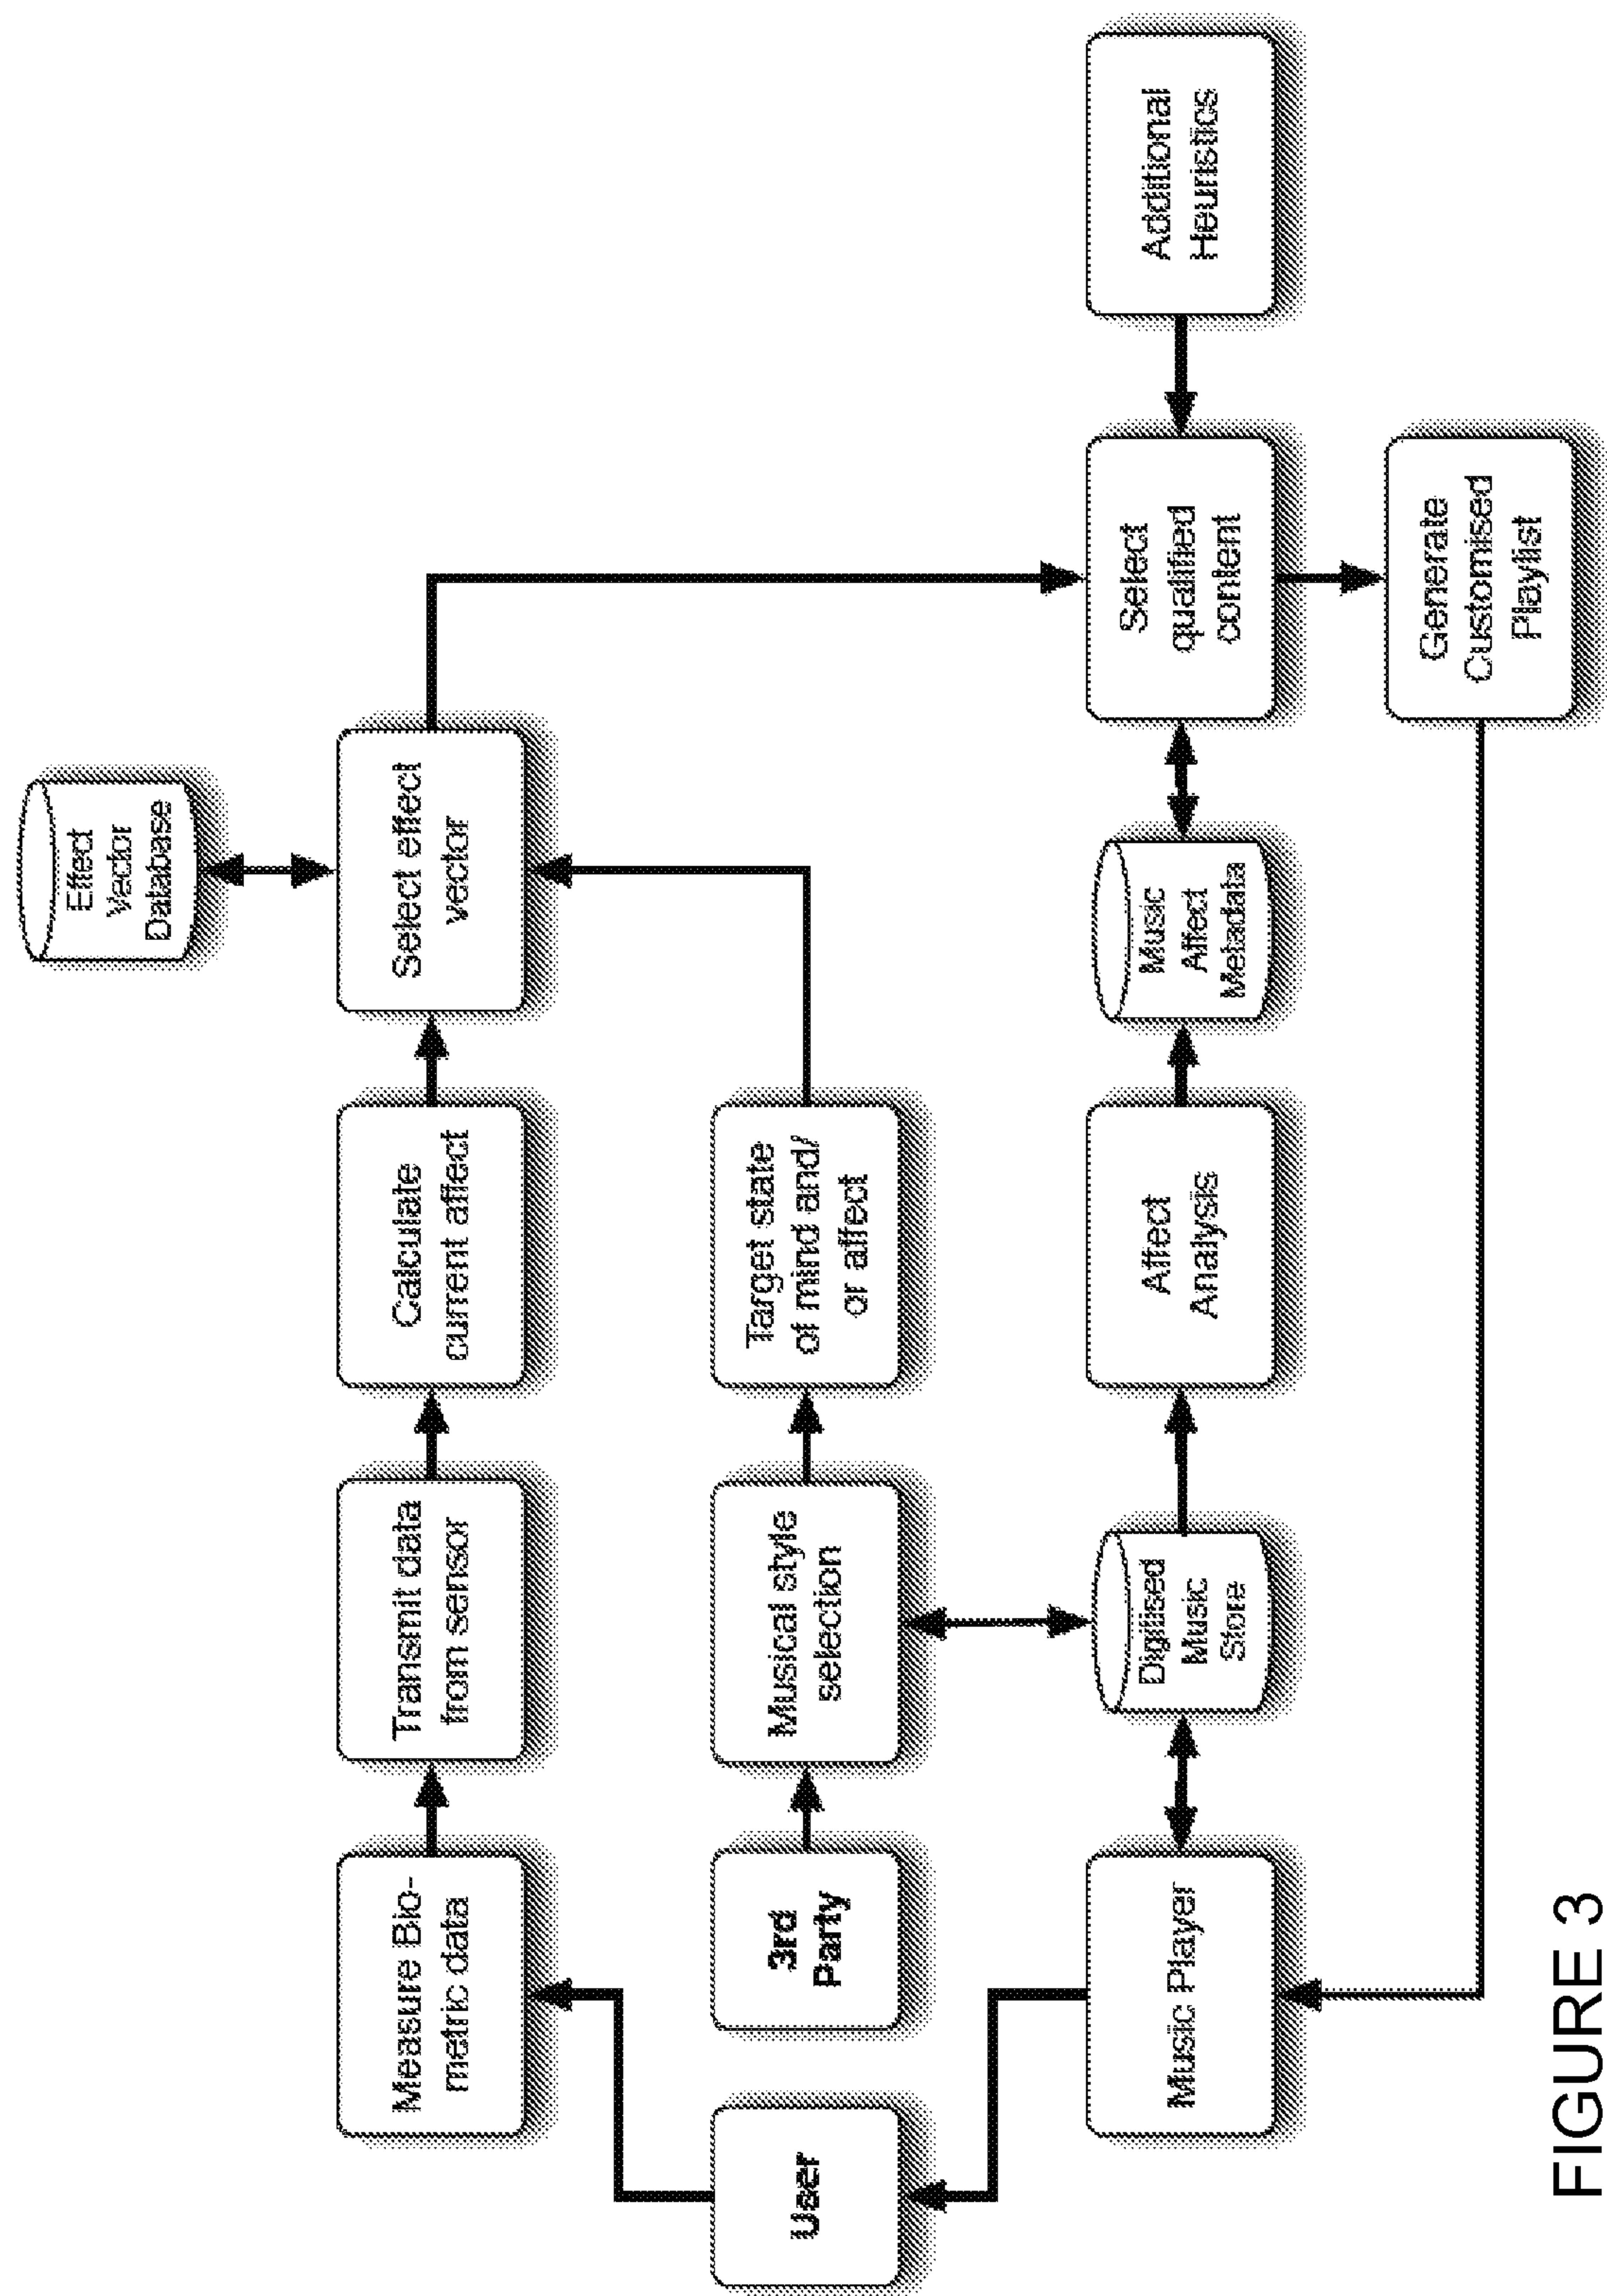 Effect
Vector
Database
Measure Bio-
metric data
Transmit data
from sensor
Calculate
current affect
Select effect
vector
User
3rd
Party
Musical style
selection
Target state
of mind and/
or affect
Music Player
Digitised
Music
Store
Affect
Analysis
Music
Affect
Metadata
Select
qualified
content
Additional
Heuristics
Generate
Customised
Playlist
FIGURE 3